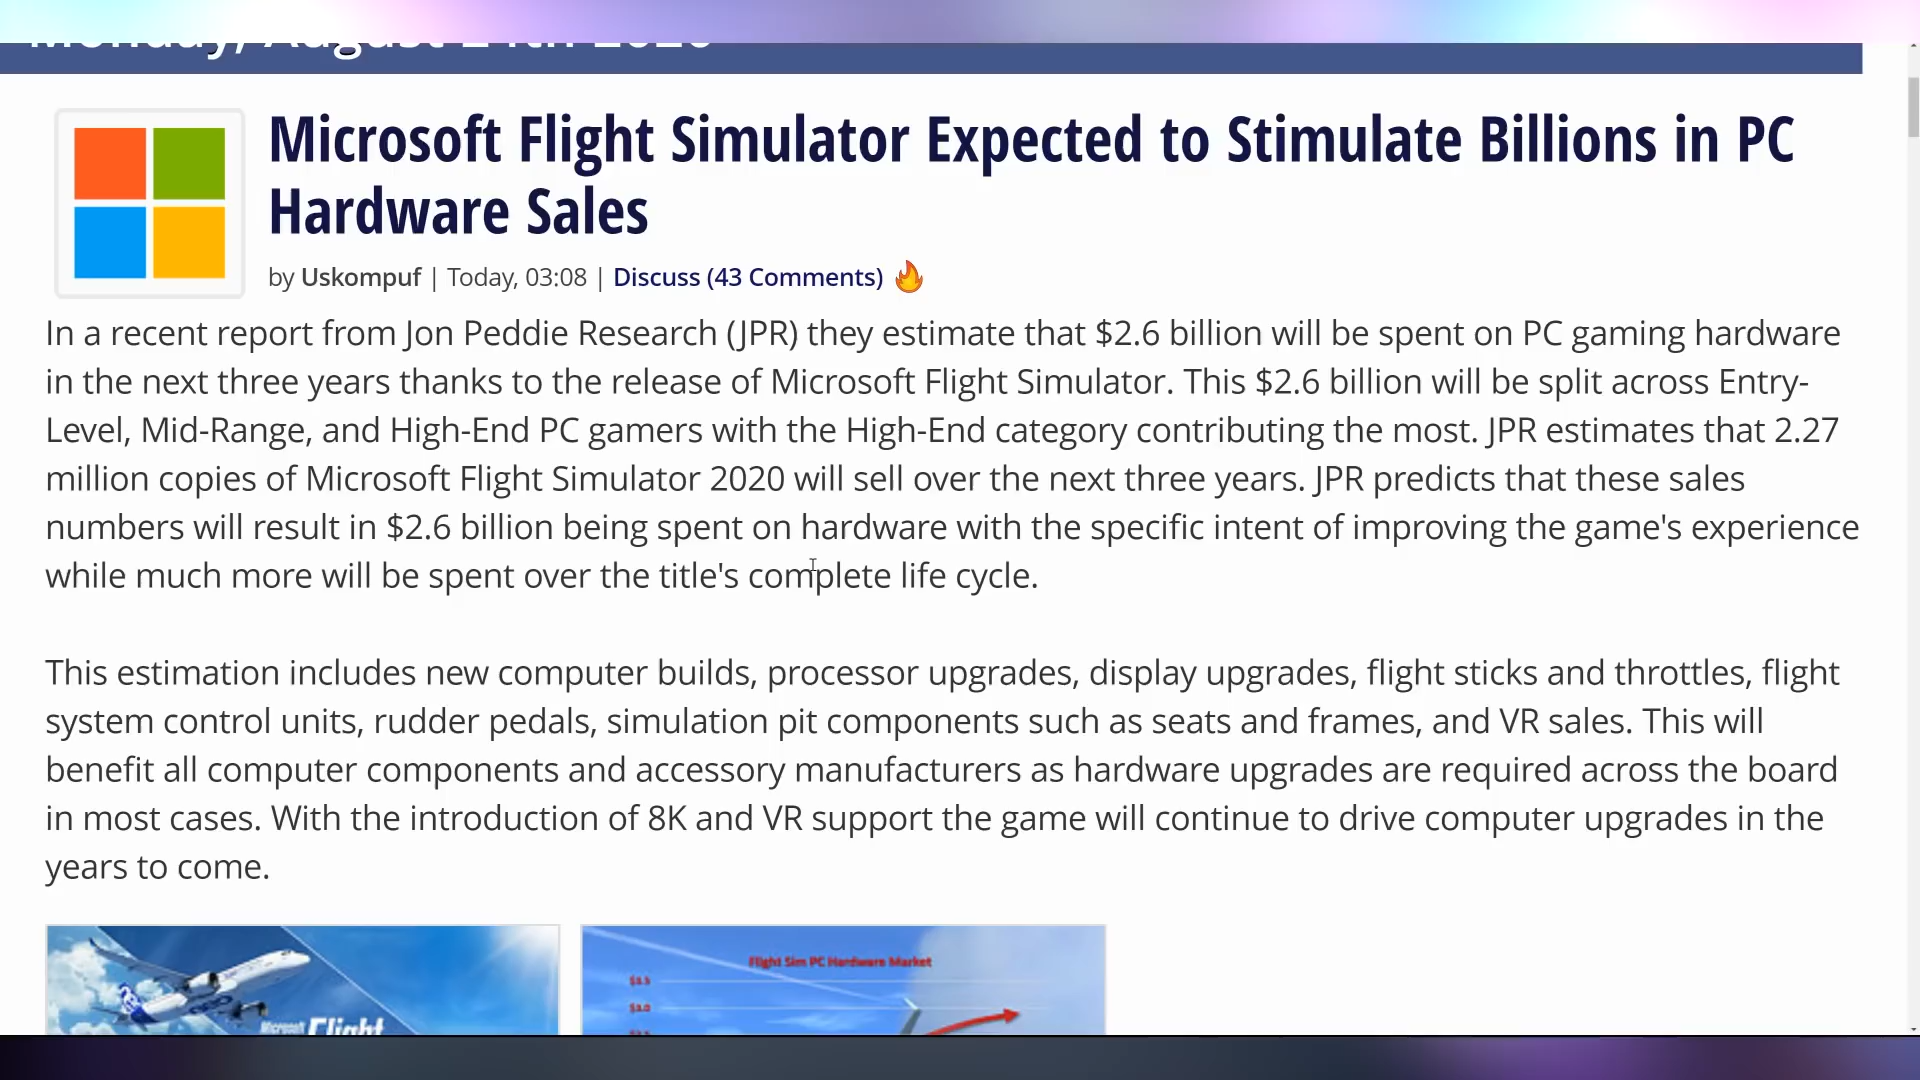 Monday, August 24th 2020
Microsoft Flight Simulator Expected to Stimulate Billions in PC
Hardware Sales
by Uskompuf | Today, 03:08 | Discuss (43 Comments)
In a recent report from Jon Peddie Research (JPR) they estimate that $2.6 billion will be spent on PC gaming hardware
in the next three years thanks to the release of Microsoft Flight Simulator. This $2.6 billion will be split across Entry-
Level, Mid-Range, and High-End PC gamers with the High-End category contributing the most. JPR estimates that 2.27
million copies of Microsoft Flight Simulator 2020 will sell over the next three years. JPR predicts that these sales
numbers will result in $2.6 billion being spent on hardware with the specific intent of improving the game's experience
while much more will be spent over the title's complete life cycle.
This estimation includes new computer builds, processor upgrades, display upgrades, flight sticks and throttles, flight
system control units, rudder pedals, simulation pit components such as seats and frames, and VR sales. This will
benefit all computer components and accessory manufacturers as hardware upgrades are required across the board
in most cases. With the introduction of 8K and VR support the game will continue to drive computer upgrades in the
years to come.
Microsoft Flight
Flight Sim PC Hardware Market
$3.5
$3.0